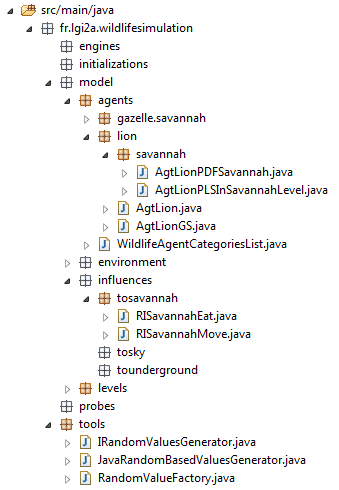 src/main/java
fr.lgi2a.wildlifesimulation
engines
initializations
model
agents
gazelle.savannah
lion
savannah
AgtLionPDFSavannah.java
AgtLionPLSInSavannahLevel.java
AgtLion.java
AgtLionGS.java
WildlifeAgentCategoriesList.java
environment
influences
tosavannah
RISavannahEat.java
RISavannahMove.java
tosky
tounderground
levels
probes
tools
IRandomValuesGenerator.java
JavaRandomBasedValuesGenerator.java
RandomValueFactory.java